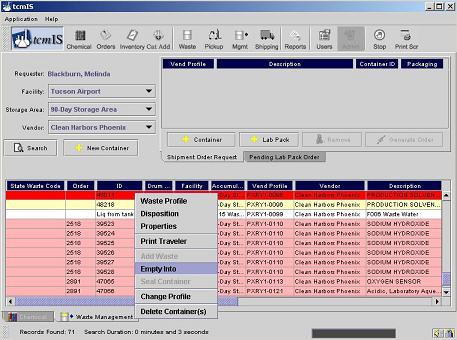 tcmIS
Application Help
tcmIS Chemical Orders Inventory Cat Add Waste Pickup Mgmt Shipping Reports Users Admin Stop Print Scr
Requester: Blackburn, Melinda
Facility: Tucson Airport
Storage Area: 90-Day Storage Area
Vendor: Clean Harbors Phoenix
Search New Container
Vend Profile Description Container ID Packaging
Container Lab Pack Remove Generate Order
Shipment Order Request Pending Lab Pack Order
State Waste Code Order ID Drum ... Facility Accumul... Vend Profile Vendor Description
48217 -Day St... PXRY1-0096 Clean Harbors Phoenix PRODUCTION SOLVEN...
48218 -Day St... PXRY1-0096 Clean Harbors Phoenix PRODUCTION SOLVEN...
Liq from tank 15 Was... PXRY1-0099 Clean Harbors Phoenix F006 Waste Water
2518 39523 -Day St... PXRY1-0110 Clean Harbors Phoenix SODIUM HYDROXIDE
2518 39524 -Day St... PXRY1-0110 Clean Harbors Phoenix SODIUM HYDROXIDE
2518 39525 -Day St... PXRY1-0110 Clean Harbors Phoenix SODIUM HYDROXIDE
2518 39526 -Day St... PXRY1-0110 Clean Harbors Phoenix SODIUM HYDROXIDE
2518 39527 -Day St... PXRY1-0110 Clean Harbors Phoenix SODIUM HYDROXIDE
2518 39528 -Day St... PXRY1-0110 Clean Harbors Phoenix SODIUM HYDROXIDE
2891 47065 -Day St... PXRY1-0113 Clean Harbors Phoenix OXYGEN SENSOR
2891 47066 -Day St... PXRY1-0121 Clean Harbors Phoenix Acidic, Laboratory Aque...
Waste Profile
Disposition
Properties
Print Traveler
Add Waste
Empty Into
Seal Container
Change Profile
Delete Container(s)
Chemical Waste Management
Records Found: 71 Search Duration: 0 minutes and 3 seconds